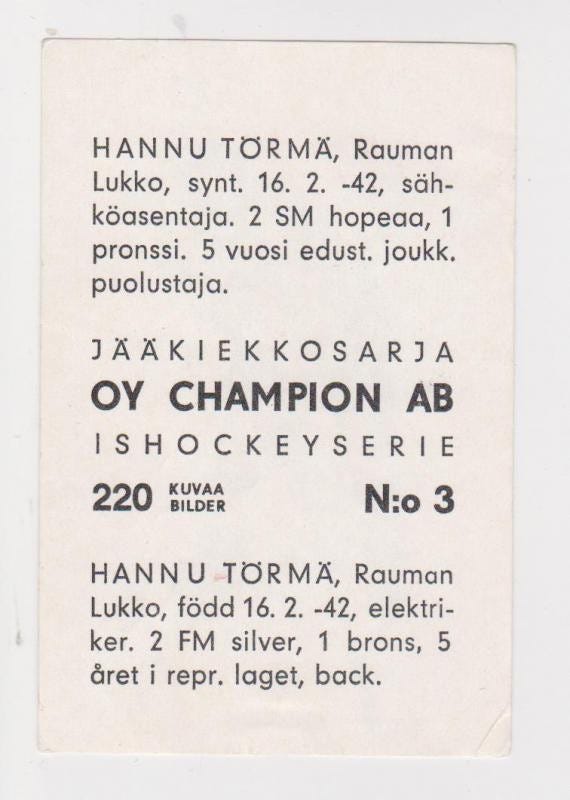 HANNU TÖRMÄ, Rauman
Lukko, synt. 16. 2. -42, säh-
köasentaja. 2 SM hopeaa, 1
pronssi. 5 vuosi edust. joukk.
puolustaja.
JÄÄKIEKKOSARJA
OY CHAMPION AB
ISHOCKEYSERIE
220 KUVAA BILDER N:o 3
HANNU TÖRMÄ, Rauman
Lukko, född 16. 2. -42, elektri-
ker. 2 FM silver, 1 brons, 5
året i repr. laget, back.